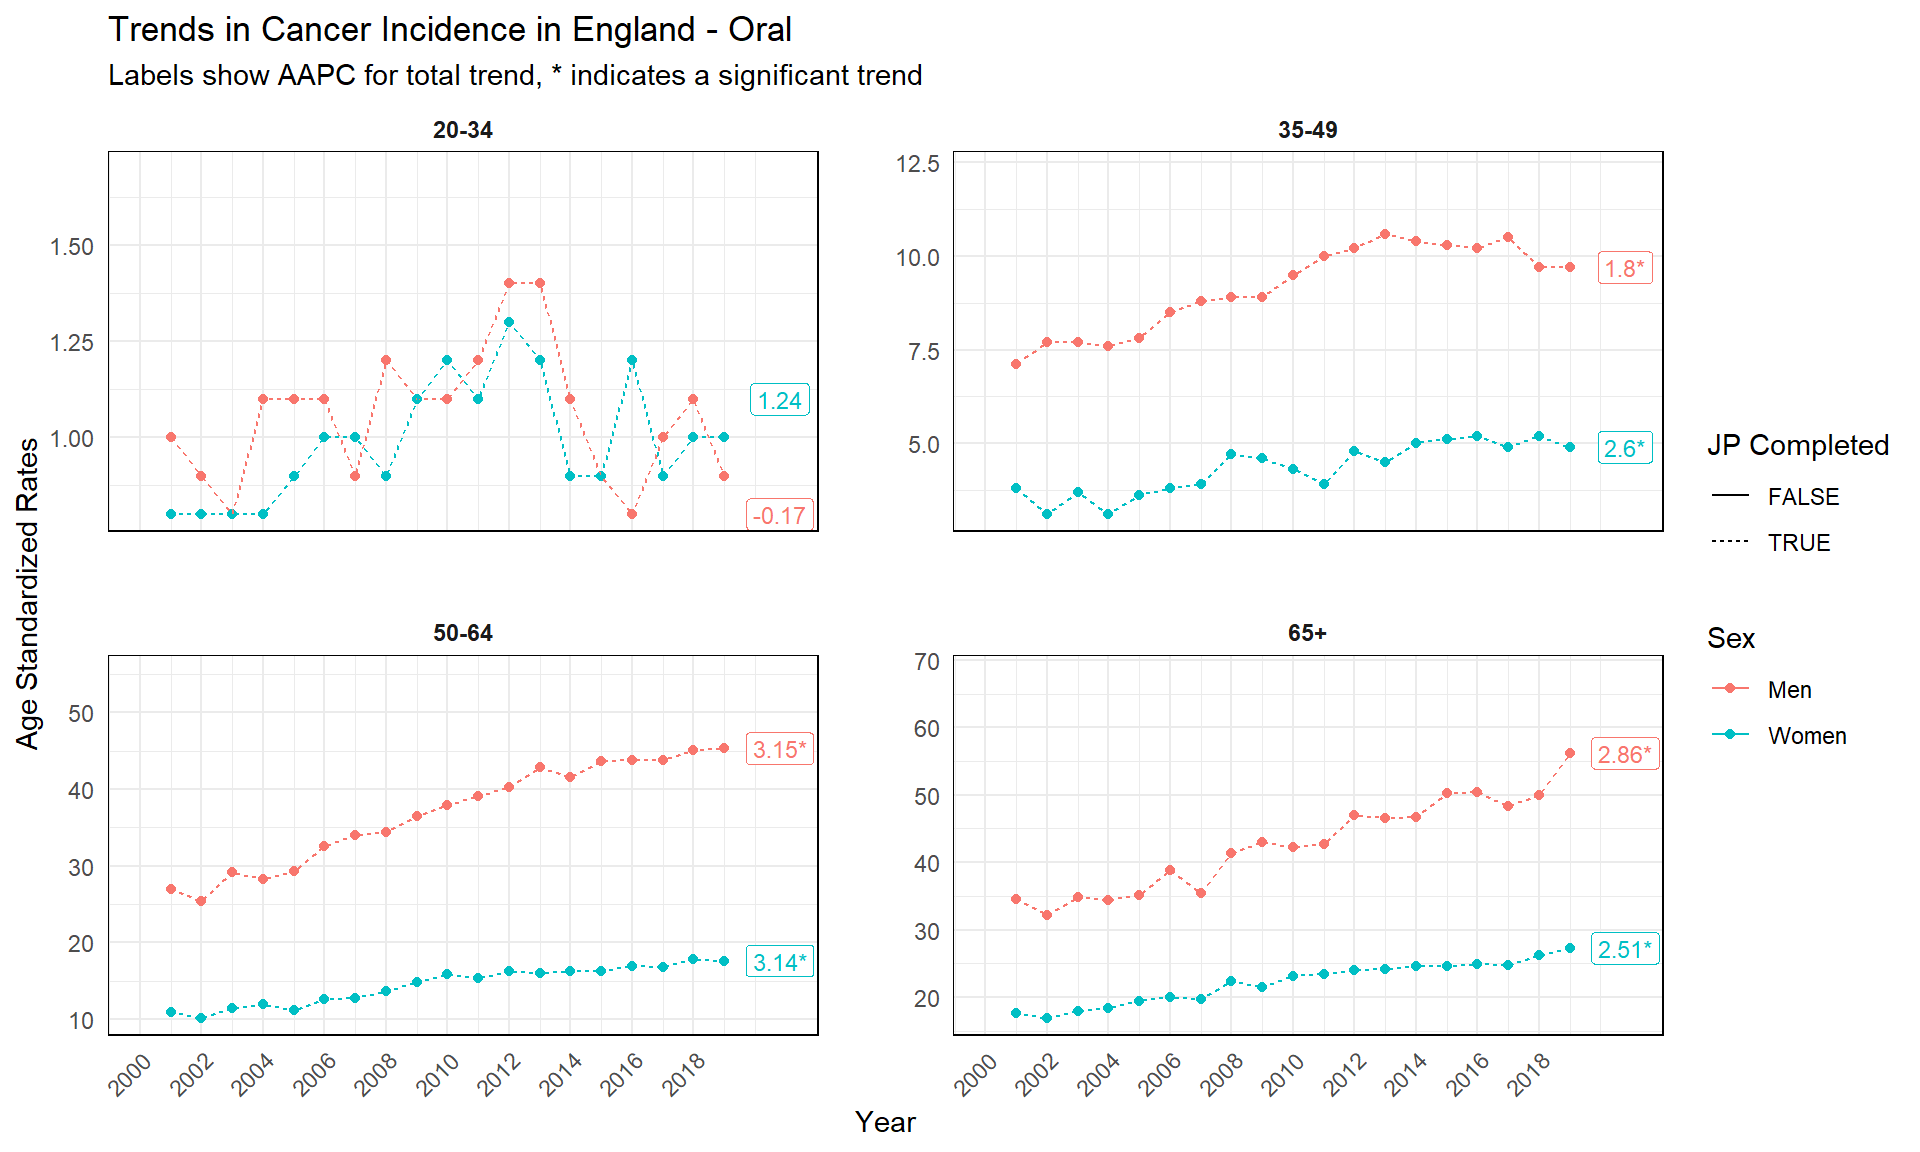 Trends in Cancer Incidence in England - Oral
Labels show AAPC for total trend, * indicates a significant trend
20-34
1.50
1.25
1.00
1.24
-0.17
35-49
12.5
10.0
7.5
5.0
1.8*
2.6*
50-64
50
40
30
20
10
3.15*
3.14*
65+
70
60
50
40
30
20
2.86*
2.51*
2000 2002 2004 2006 2008 2010 2012 2014 2016 2018
2000 2002 2004 2006 2008 2010 2012 2014 2016 2018
Year
Age Standardized Rates
JP Completed
FALSE
TRUE
Sex
Men
Women